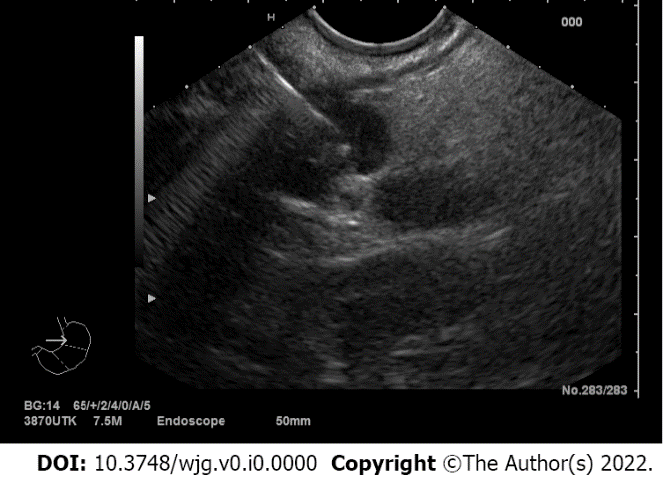 H
000
No.283/283
BG:14 65/+/2/4/0/A/5
3870UTK 7.5M Endoscope 50mm
DOI: 10.3748/wjg.v0.i0.0000 Copyright ©The Author(s) 2022.